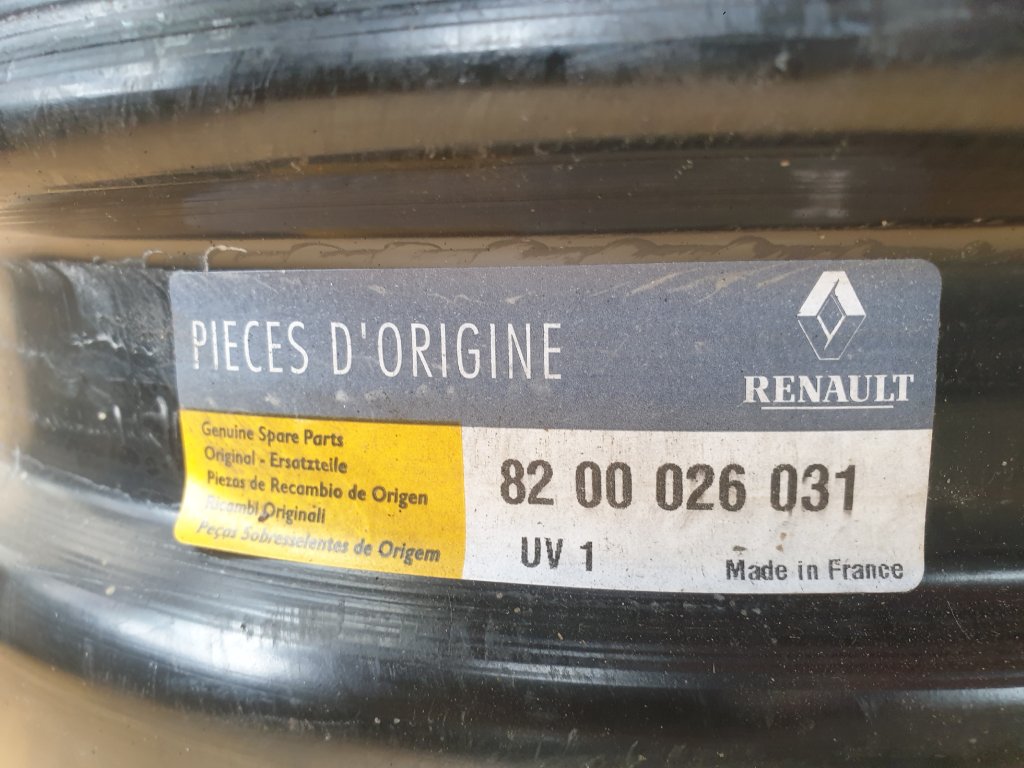 PIECES D'ORIGINE
RENAULT
Genuine Spare Parts
Original - Ersatzteile
Piezas de Recambio de Origen
Ricambi Originali
Peças Sobresselentes de Origem
82 00 026 031
UV 1
Made in France